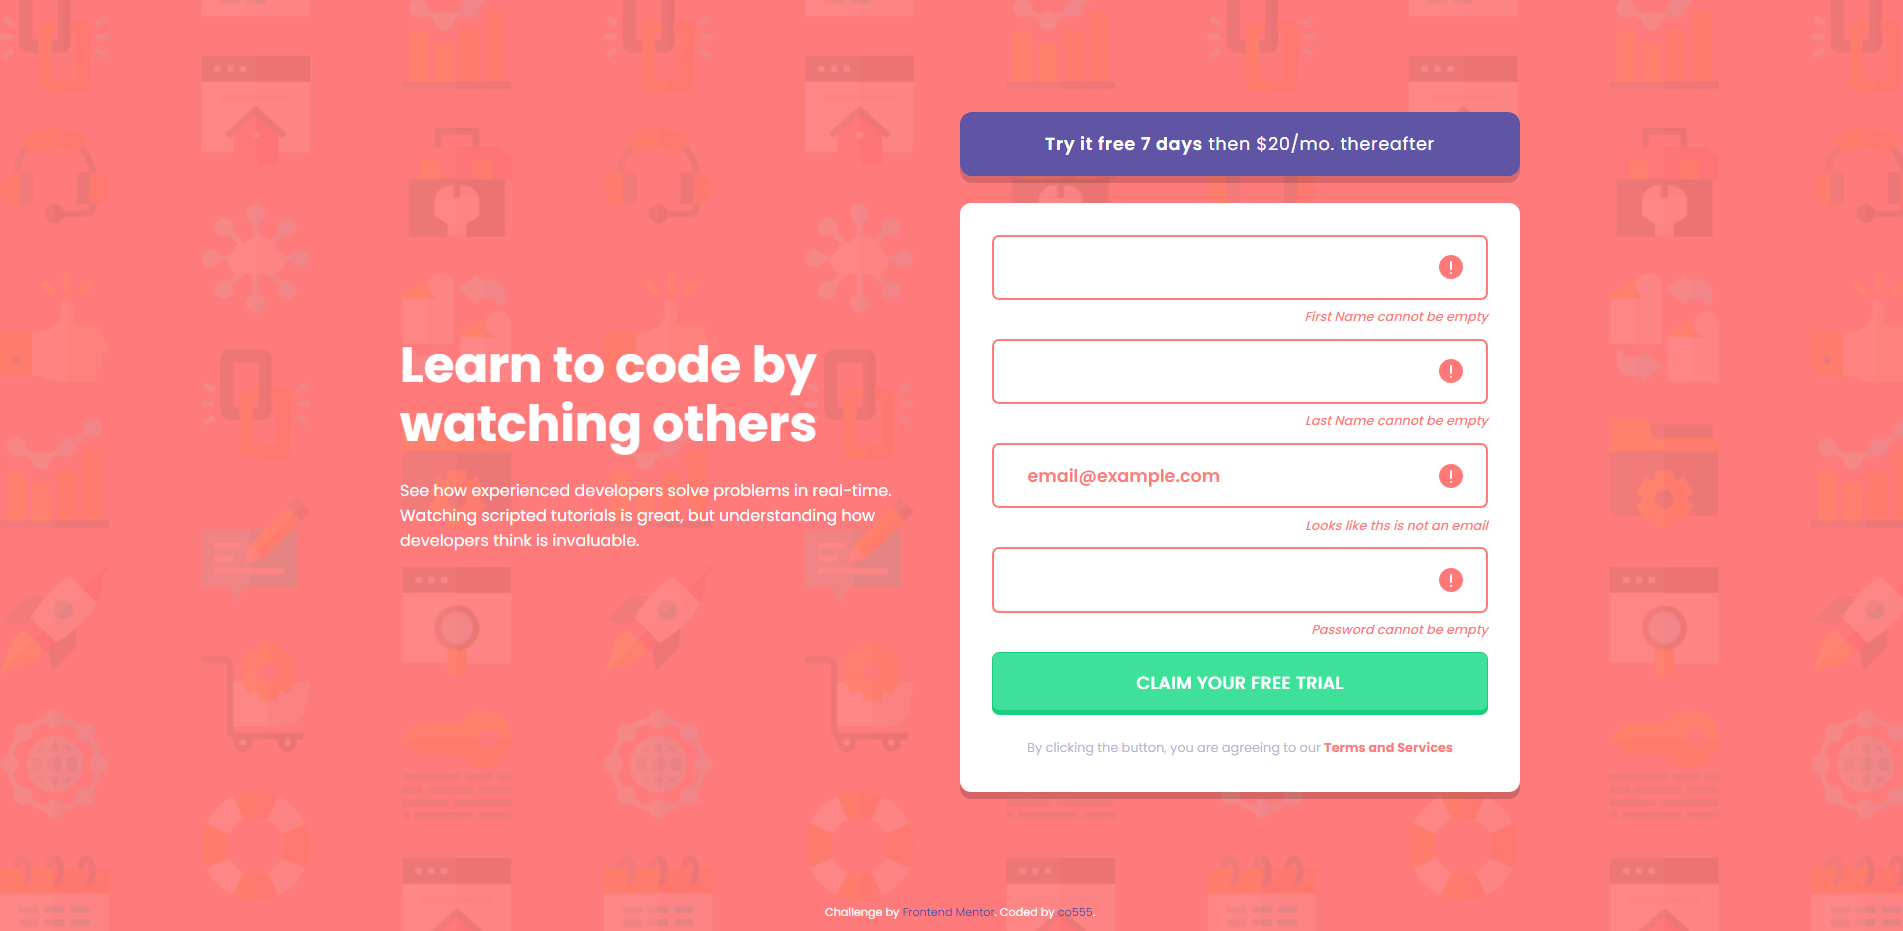 Learn to code by
watching others
See how experienced developers solve problems in real-time.
Watching scripted tutorials is great, but understanding how
developers think is invaluable.
Try it free 7 days then $20/mo. thereafter
First Name cannot be empty
Last Name cannot be empty
email@example.com
Looks like ths is not an email
Password cannot be empty
CLAIM YOUR FREE TRIAL
By clicking the button, you are agreeing to our Terms and Services
Challenge by Frontend Mentor. Coded by co555.